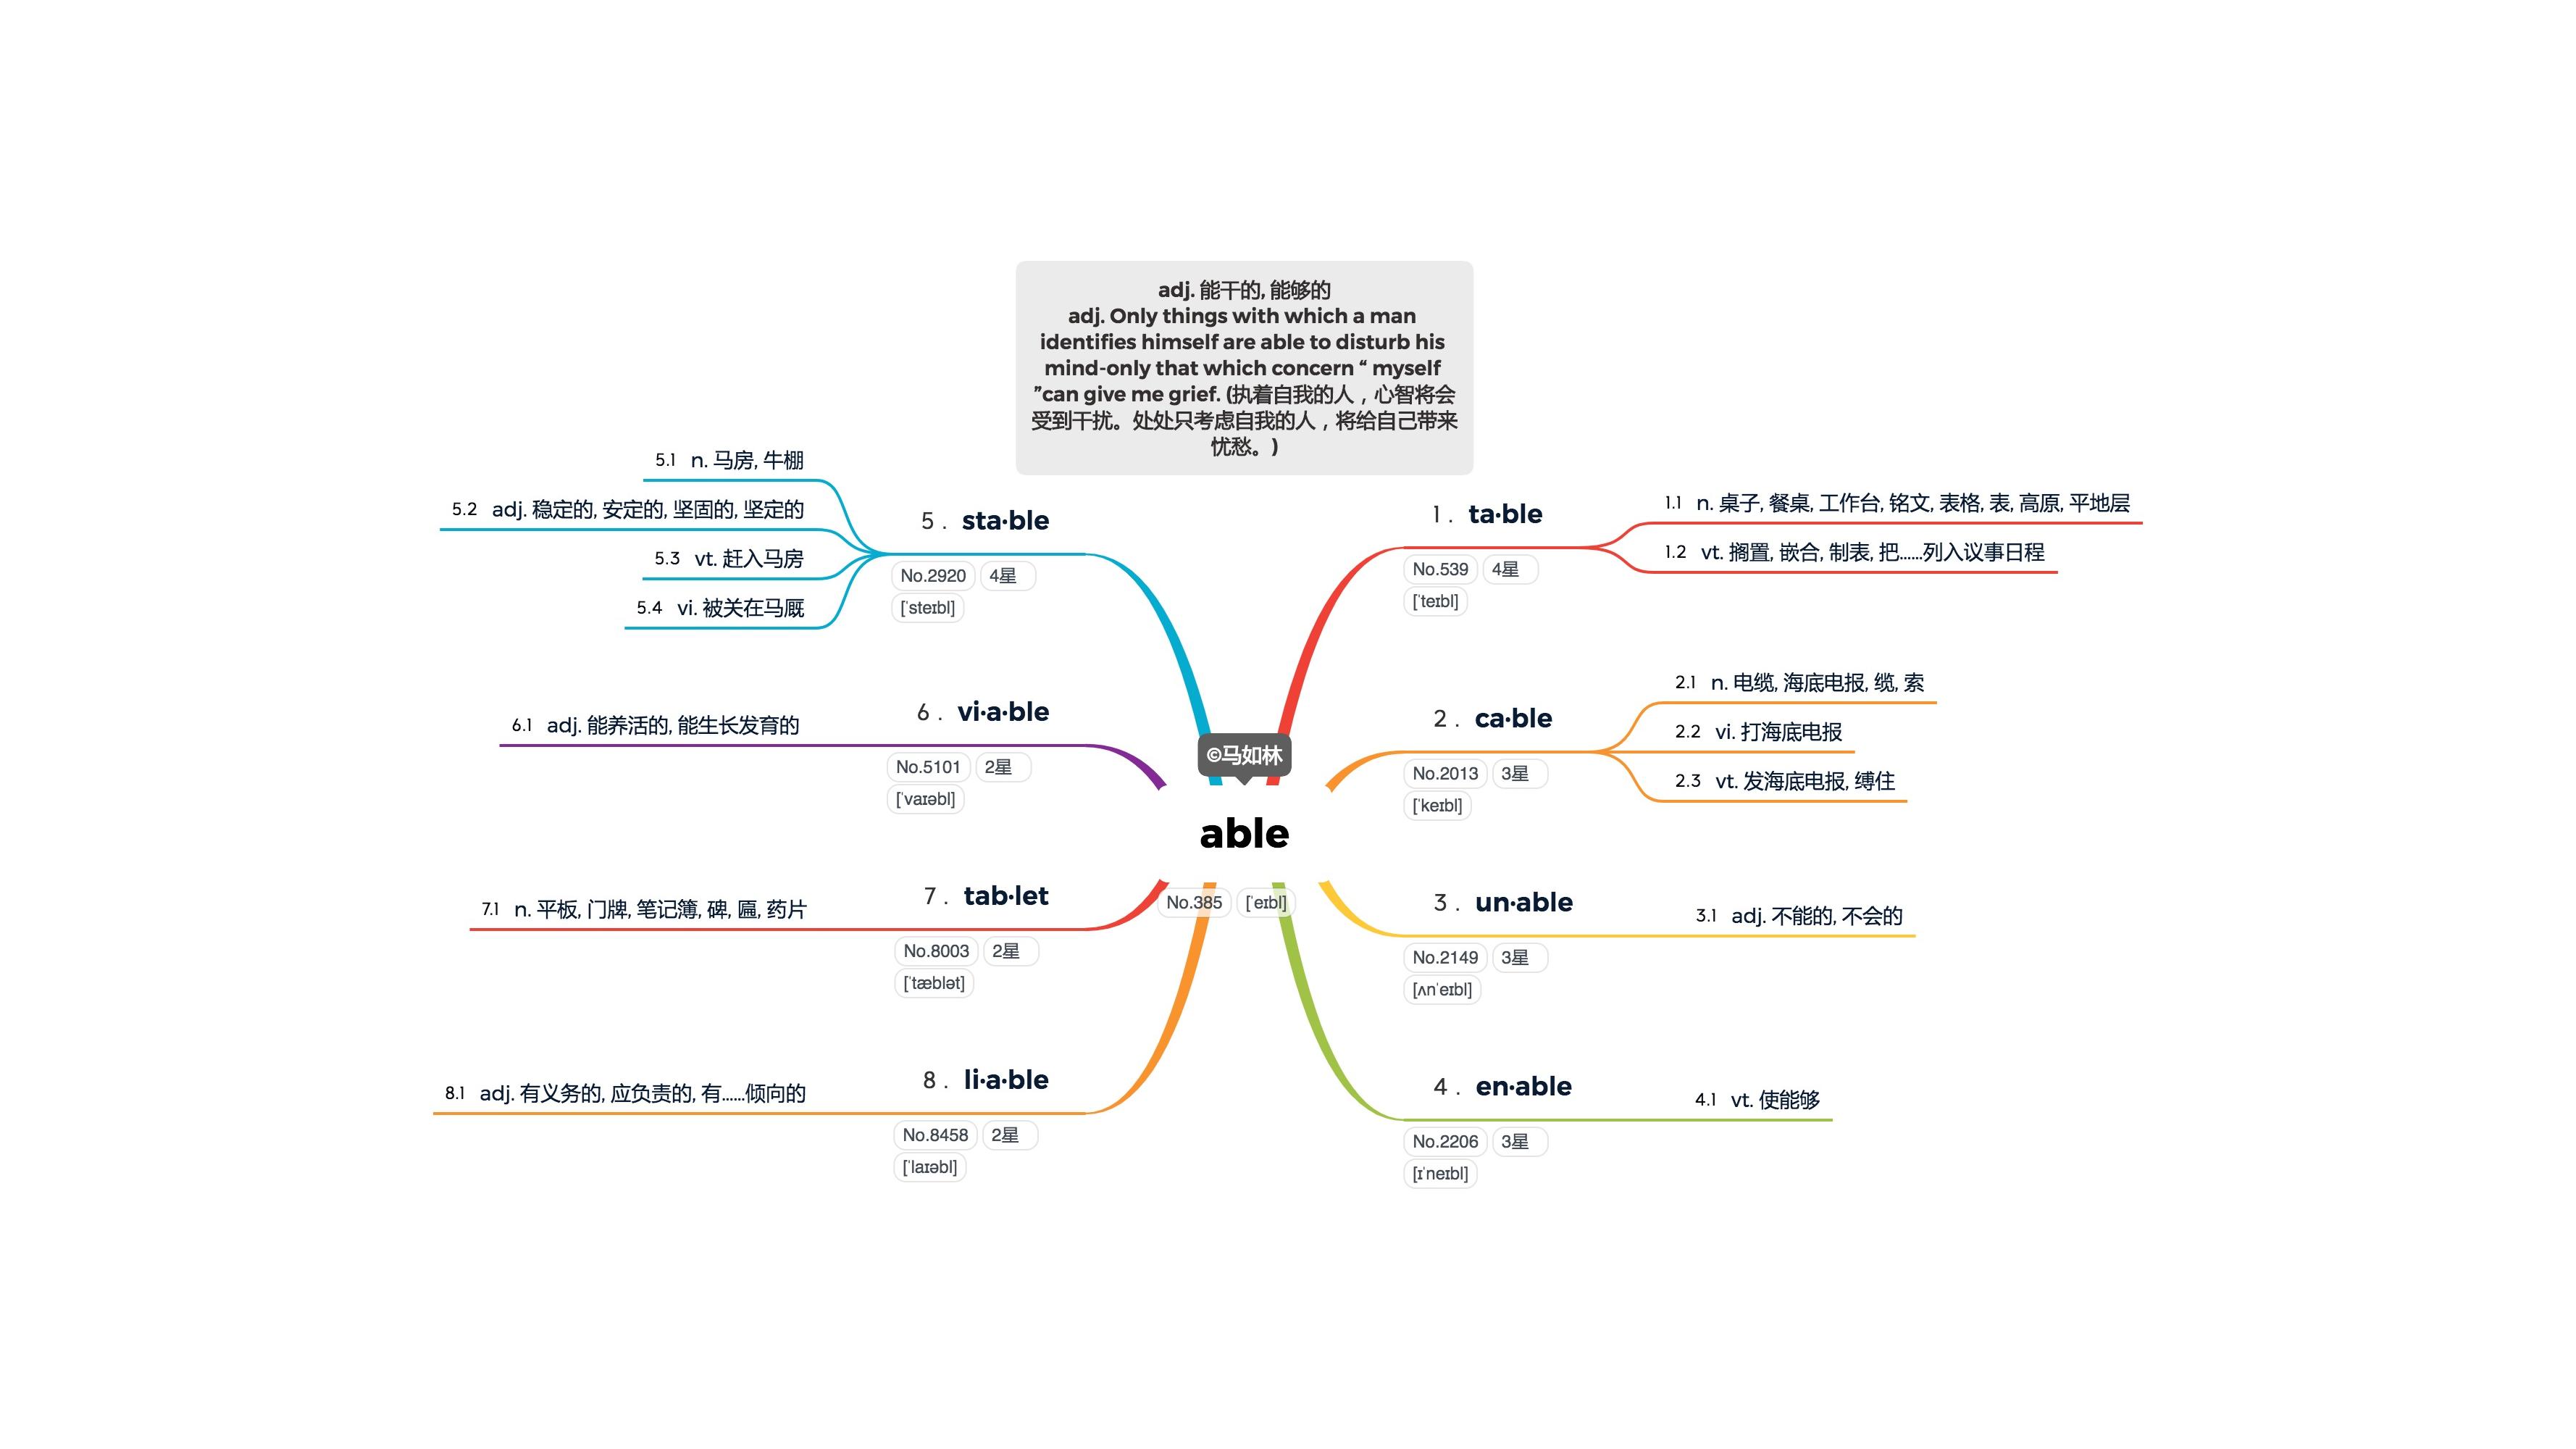 adj. 能干的, 能够的
adj. Only things with which a man
identifies himself are able to disturb his
mind-only that which concern “ myself
”can give me grief. (执着自我的人，心智将会
受到干扰。处处只考虑自我的人，将给自己带来
忧愁。)
©马如林
able
No.385 [ˈeɪbl]
1 . ta·ble
No.539 4星
[ˈteɪbl]
1.1 n. 桌子, 餐桌, 工作台, 铭文, 表格, 表, 高原, 平地层
1.2 vt. 搁置, 嵌合, 制表, 把……列入议事日程
2 . ca·ble
No.2013 3星
[ˈkeɪbl]
2.1 n. 电缆, 海底电报, 缆, 索
2.2 vi. 打海底电报
2.3 vt. 发海底电报, 缚住
3 . un·able
No.2149 3星
[ʌnˈeɪbl]
3.1 adj. 不能的, 不会的
4 . en·able
No.2206 3星
[ɪˈneɪbl]
4.1 vt. 使能够
5 . sta·ble
No.2920 4星
[ˈsteɪbl]
5.1 n. 马房, 牛棚
5.2 adj. 稳定的, 安定的, 坚固的, 坚定的
5.3 vt. 赶入马房
5.4 vi. 被关在马厩
6 . vi·a·ble
No.5101 2星
[ˈvaɪəbl]
6.1 adj. 能养活的, 能生长发育的
7 . tab·let
No.8003 2星
[ˈtæblət]
7.1 n. 平板, 门牌, 笔记簿, 碑, 匾, 药片
8 . li·a·ble
No.8458 2星
[ˈlaɪəbl]
8.1 adj. 有义务的, 应负责的, 有……倾向的